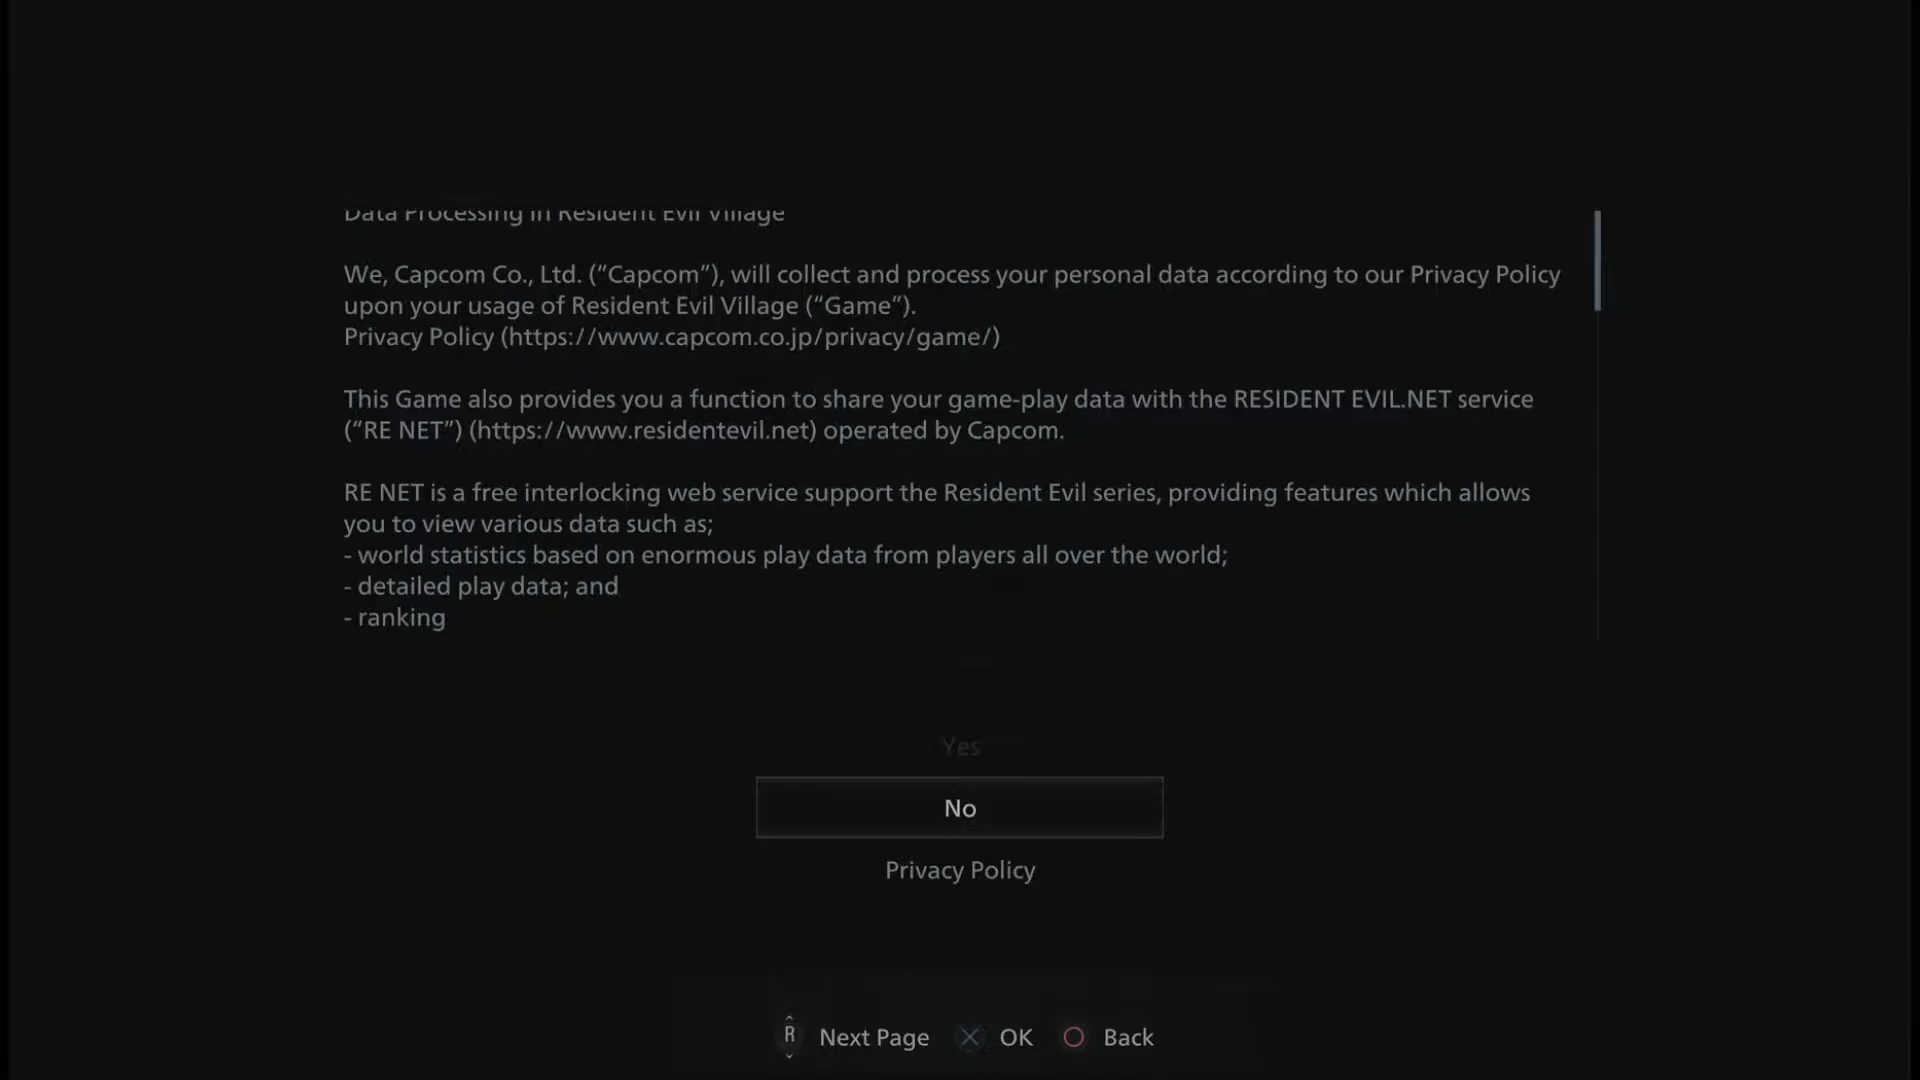 Data Processing in Resident Evil Village
We, Capcom Co., Ltd. (“Capcom”), will collect and process your personal data according to our Privacy Policy
upon your usage of Resident Evil Village (“Game”).
Privacy Policy (https://www.capcom.co.jp/privacy/game/)
This Game also provides you a function to share your game-play data with the RESIDENT EVIL.NET service
(“RE NET”) (https://www.residentevil.net) operated by Capcom.
RE NET is a free interlocking web service support the Resident Evil series, providing features which allows
you to view various data such as;
- world statistics based on enormous play data from players all over the world;
- detailed play data; and
- ranking
Yes
No
Privacy Policy
R Next Page OK Back